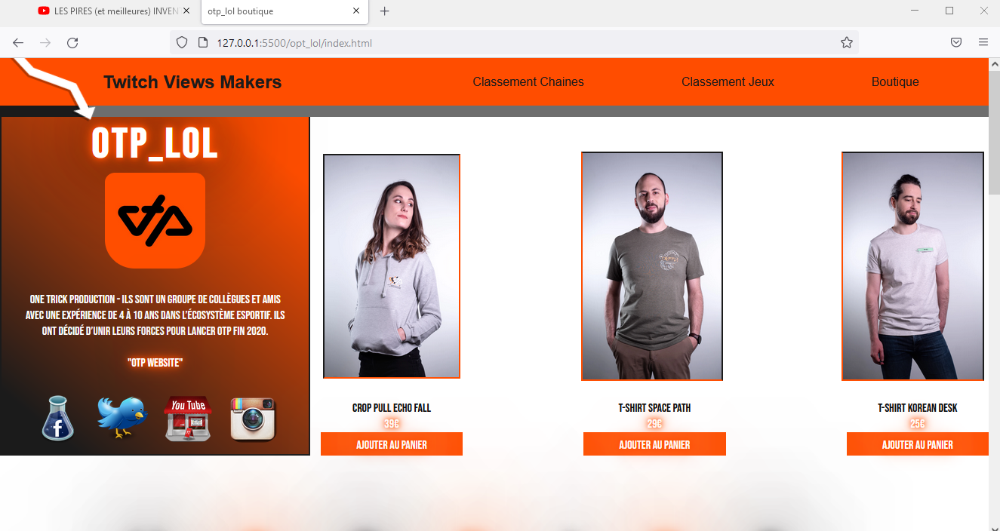 LES PIRES (et meilleures) INVEN
otp_lol boutique
127.0.0.1:5500/opt_lol/index.html
Twitch Views Makers
Classement Chaines
Classement Jeux
Boutique
OTP_LOL
otp
ONE TRICK PRODUCTION - ILS SONT UN GROUPE DE COLLÈGUES ET AMIS
AVEC UNE EXPÉRIENCE DE 4 À 10 ANS DANS L'ÉCOSYSTÈME ESPORTIF. ILS
ONT DÉCIDÉ D'UNIR LEURS FORCES POUR LANCER OTP FIN 2020.
"OTP WEBSITE"
f
You Tube
CROP PULL ECHO FALL
39€
AJOUTER AU PANIER
T-SHIRT SPACE PATH
29€
AJOUTER AU PANIER
T-SHIRT KOREAN DESK
25€
AJOUTER AU PANIER